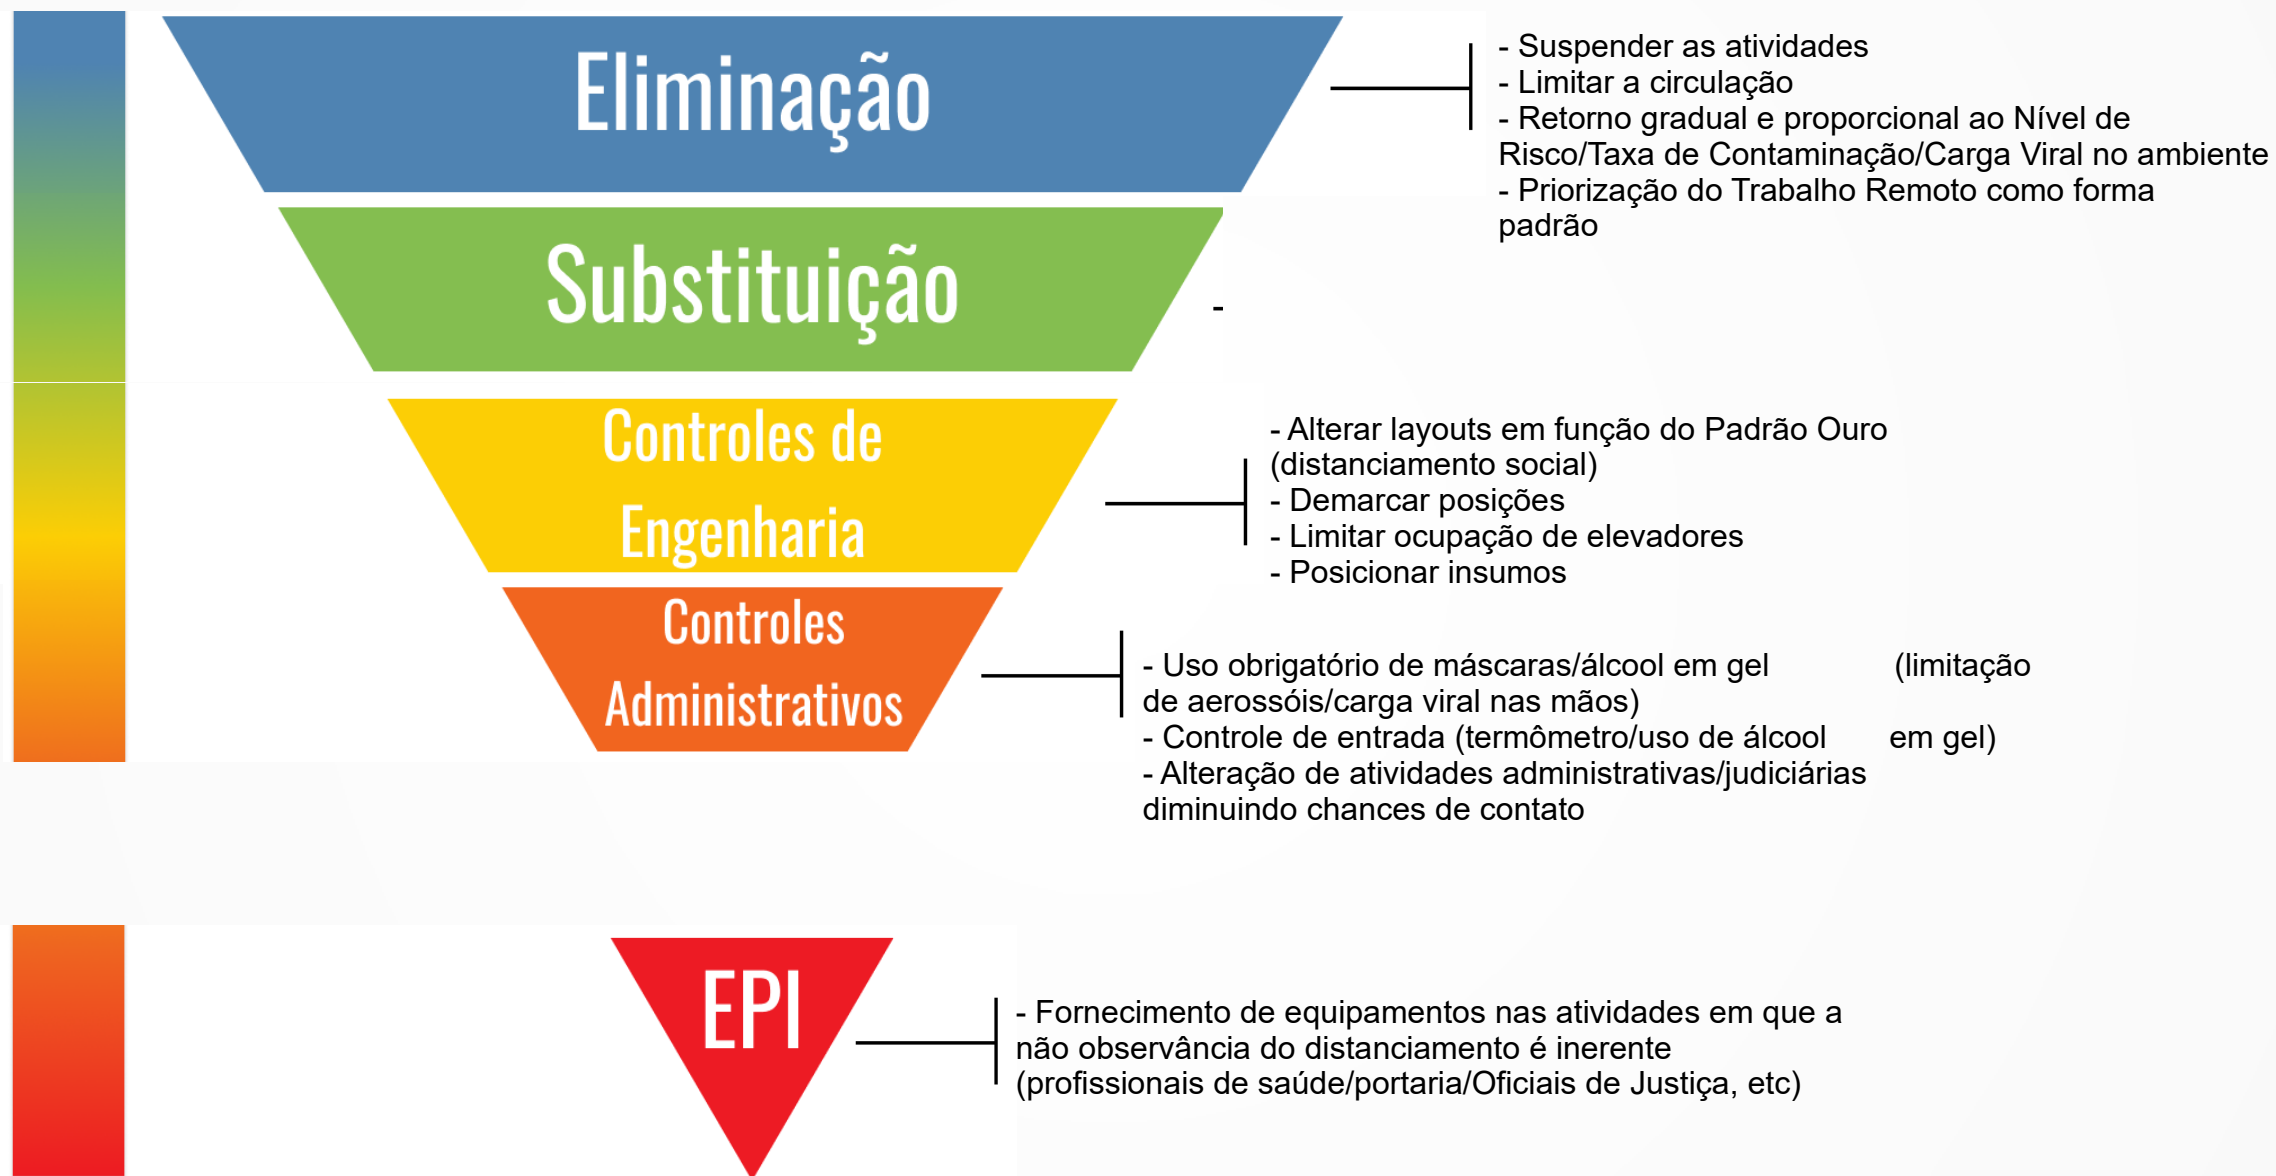 Eliminação
- Suspender as atividades
- Limitar a circulação
- Retorno gradual e proporcional ao Nível de
Risco/Taxa de Contaminação/Carga Viral no ambiente
- Priorização do Trabalho Remoto como forma
padrão
Substituição
-
Controles de
Engenharia
- Alterar layouts em função do Padrão Ouro
(distanciamento social)
- Demarcar posições
- Limitar ocupação de elevadores
- Posicionar insumos
Controles
Administrativos
- Uso obrigatório de máscaras/álcool em gel (limitação
de aerossóis/carga viral nas mãos)
- Controle de entrada (termômetro/uso de álcool em gel)
- Alteração de atividades administrativas/judiciárias
diminuindo chances de contato
EPI
- Fornecimento de equipamentos nas atividades em que a
não observância do distanciamento é inerente
(profissionais de saúde/portaria/Oficiais de Justiça, etc)